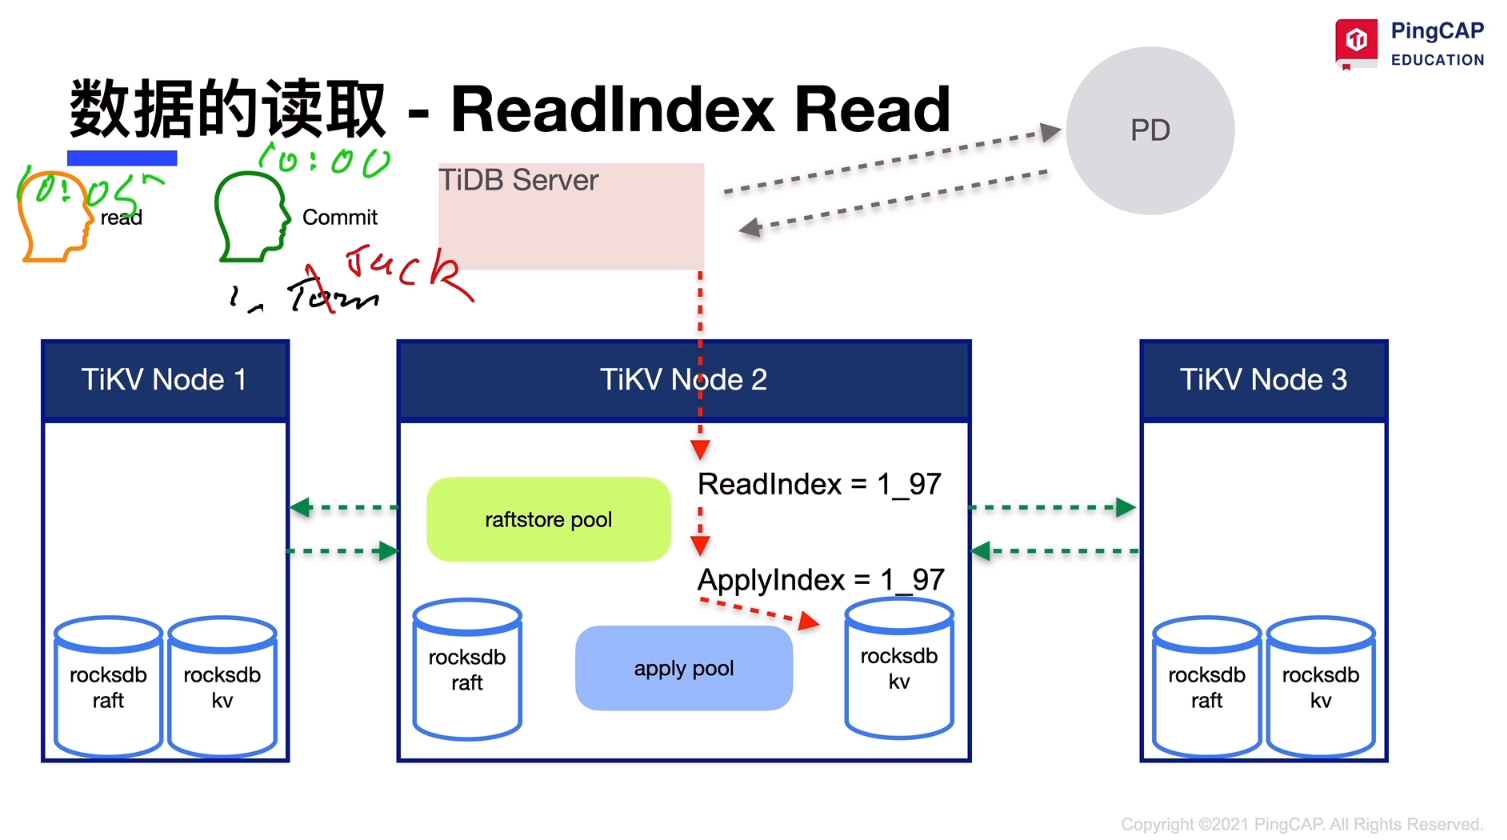 PingCAP
EDUCATION
数据的读取 - ReadIndex Read
PD
10:05
10:00
TiDB Server
read
Commit
Jack
1, Tom
TiKV Node 1
TiKV Node 2
TiKV Node 3
ReadIndex = 1_97
raftstore pool
ApplyIndex = 1_97
rocksdb
raft
rocksdb
kv
rocksdb
raft
apply pool
rocksdb
kv
rocksdb
raft
rocksdb
kv
Copyright ©2021 PingCAP. All Rights Reserved.